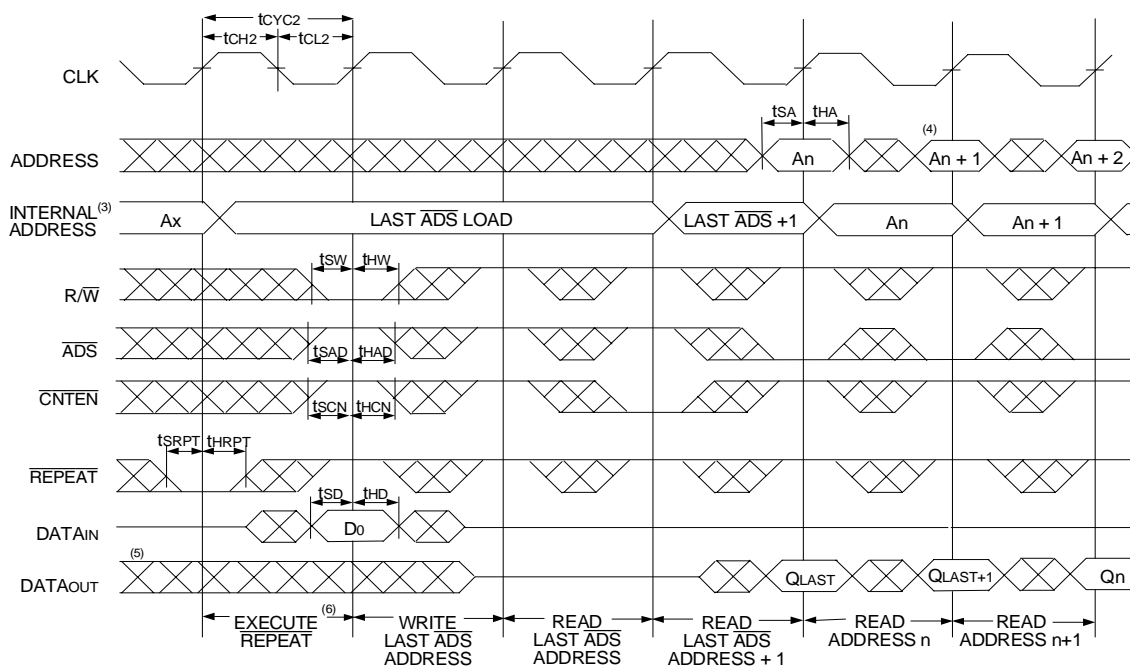 tCYC2
tCH2 tCL2
CLK
tSA tHA
(4)
ADDRESS An An + 1 An + 2
INTERNAL(3)
ADDRESS Ax LAST ADS LOAD LAST ADS +1 An An + 1
tSW tHW
R/W
ADS
tSAD tHAD
CNTEN
tSCN tHCN
tSRPT tHRPT
REPEAT
tSD tHD
DATAIN D0
(5)
DATAOUT QLAST QLAST+1 Qn
EXECUTE(6) WRITE READ READ READ READ
REPEAT LAST ADS LAST ADS LAST ADS ADDRESS n ADDRESS n+1
ADDRESS ADDRESS ADDRESS + 1